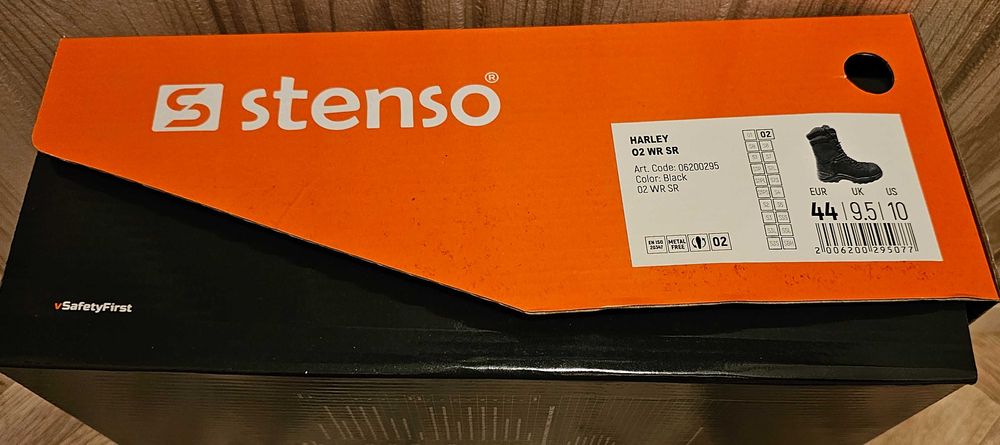 stenso®
HARLEY
O2 WR SR
Art. Code: 06200295
Color: Black
O2 WR SR
O2
EUR UK US
44 | 9.5 | 10
2 006200 295077
EN ISO
20347
METAL
FREE
O2
vSafetyFirst